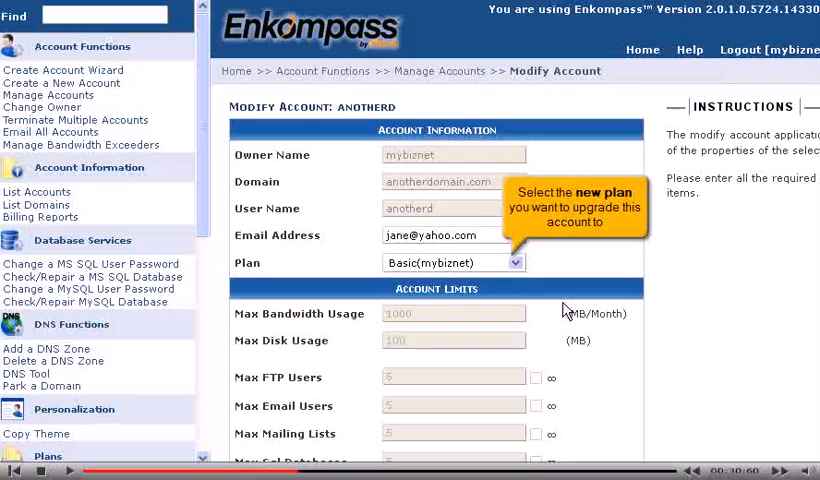 Find
You are using Enkompass™ Version 2.0.1.0.5724.14330
Enkompass
by
Home Help Logout [mybizne
Account Functions
Create Account Wizard
Create a New Account
Manage Accounts
Change Owner
Terminate Multiple Accounts
Email All Accounts
Manage Bandwidth Exceeders
Account Information
List Accounts
List Domains
Billing Reports
Database Services
Change a MS SQL User Password
Check/Repair a MS SQL Database
Change a MySQL User Password
Check/Repair MySQL Database
DNS Functions
Add a DNS Zone
Delete a DNS Zone
DNS Tool
Park a Domain
Personalization
Copy Theme
Plans
Home >> Account Functions >> Manage Accounts >> Modify Account
MODIFY ACCOUNT: ANOTHERD
ACCOUNT INFORMATION
Owner Name mybiznet
Domain anotherdomain.com
User Name anotherd
Email Address jane@yahoo.com
Plan Basic(mybiznet)
Select the new plan
you want to upgrade this
account to
ACCOUNT LIMITS
Max Bandwidth Usage 1000 (MB/Month)
Max Disk Usage 100 (MB)
Max FTP Users 5 ∞
Max Email Users 5 ∞
Max Mailing Lists 5 ∞
Max Sql Databases
INSTRUCTIONS
The modify account applicatio
of the properties of the selec
Please enter all the required
items.
00:30:60